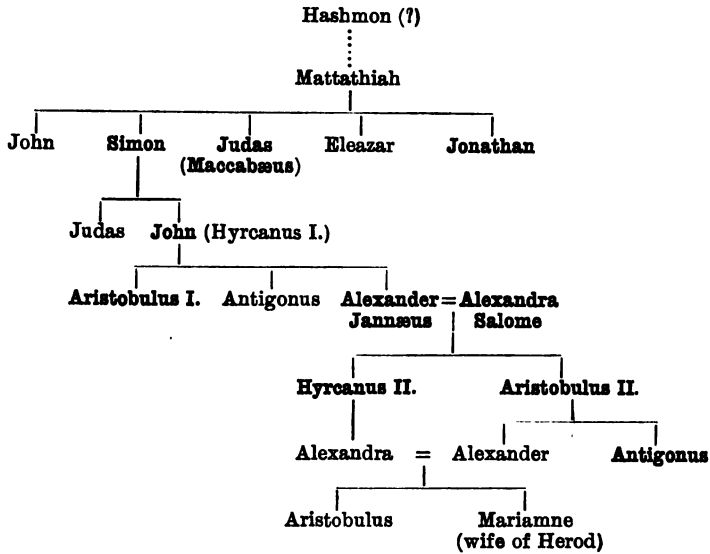 Hashmon (?)
Mattathiah
John Simon Judas Eleazar Jonathan
(Maccabæus)
Judas John (Hyrcanus I.)
Aristobulus I. Antigonus Alexander = Alexandra
Jannæus Salome
Hyrcanus II. Aristobulus II.
Alexandra = Alexander Antigonus
Aristobulus Mariamne
(wife of Herod)